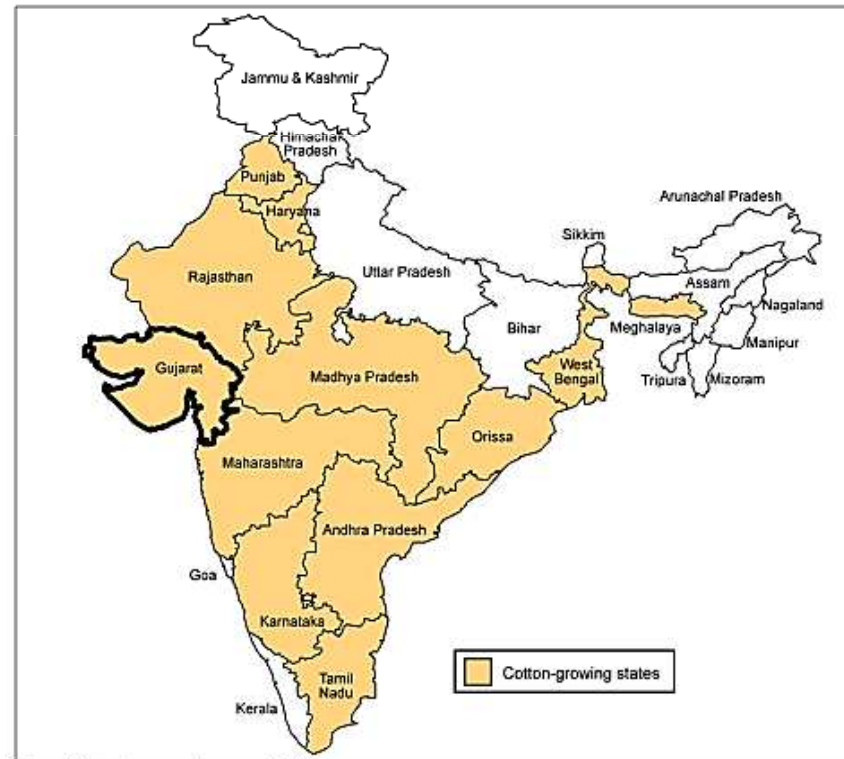 Jammu & Kashmir
Himachal
Pradesh
Punjab
Haryana
Arunachal Pradesh
Sikkim
Rajasthan
Uttar Pradesh
Assam
Nagaland
Bihar
Meghalaya
Manipur
Gujarat
West
Bengal
Madhya Pradesh
Tripura
Mizoram
Orissa
Maharashtra
Andhra Pradesh
Goa
Karnataka
Cotton-growing states
Tamil
Nadu
Kerala